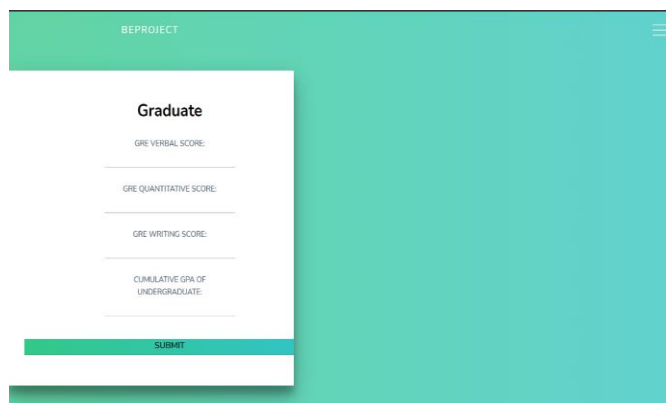 BEPROJECT
Graduate
GRE VERBAL SCORE:
GRE QUANTITATIVE SCORE:
GRE WRITING SCORE:
CUMULATIVE GPA OF
UNDERGRADUATE:
SUBMIT